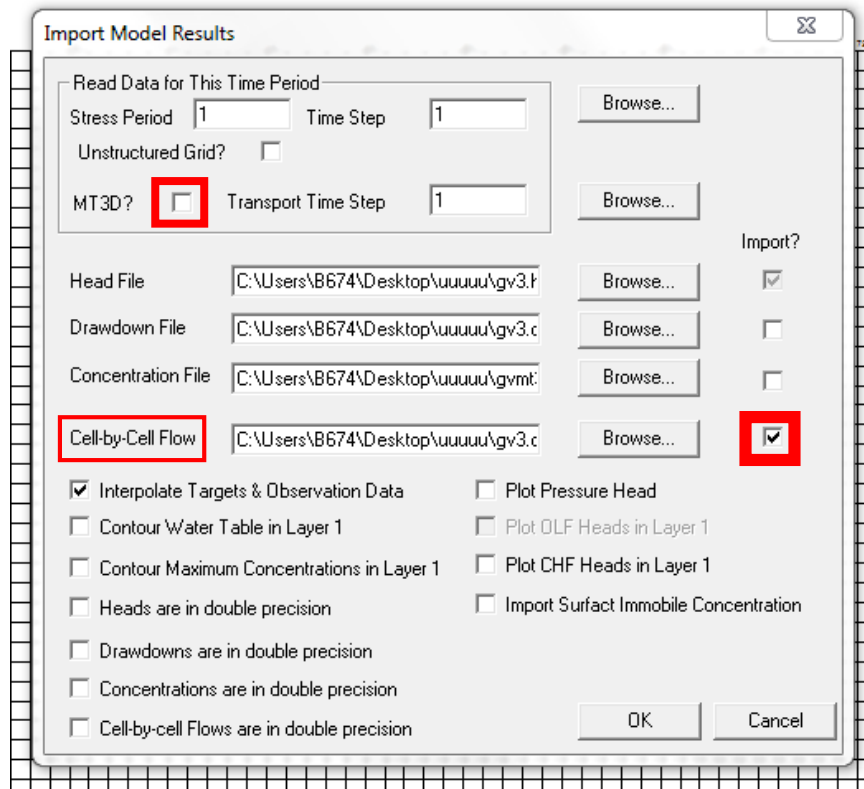 Import Model Results
Read Data for This Time Period
Stress Period 1 Time Step 1 Browse...
Unstructured Grid?
MT3D? Transport Time Step 1 Browse...
Import?
Head File C:\Users\B674\Desktop\uuuuu\gv3.h Browse...
Drawdown File C:\Users\B674\Desktop\uuuuu\gv3.d Browse...
Concentration File C:\Users\B674\Desktop\uuuuu\gvmt Browse...
Cell-by-Cell Flow C:\Users\B674\Desktop\uuuuu\gv3.c Browse...
Interpolate Targets & Observation Data Plot Pressure Head
Contour Water Table in Layer 1 Plot OLF Heads in Layer 1
Contour Maximum Concentrations in Layer 1 Plot CHF Heads in Layer 1
Heads are in double precision Import Surfact Immobile Concentration
Drawdowns are in double precision
Concentrations are in double precision
Cell-by-cell Flows are in double precision OK Cancel